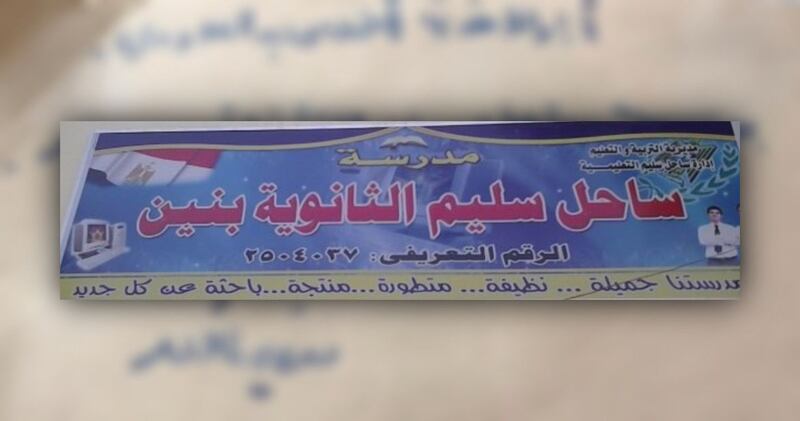 مديرية التربية والتعليم
إدارة ساحل سليم التعليمية
مدرسة
ساحل سليم الثانوية بنين
الرقم التعريفى: ٢٥٠٤٠٣٧
مدرستنا جميلة ... نظيفة... متطورة...منتجة...باحثة عن كل جديد